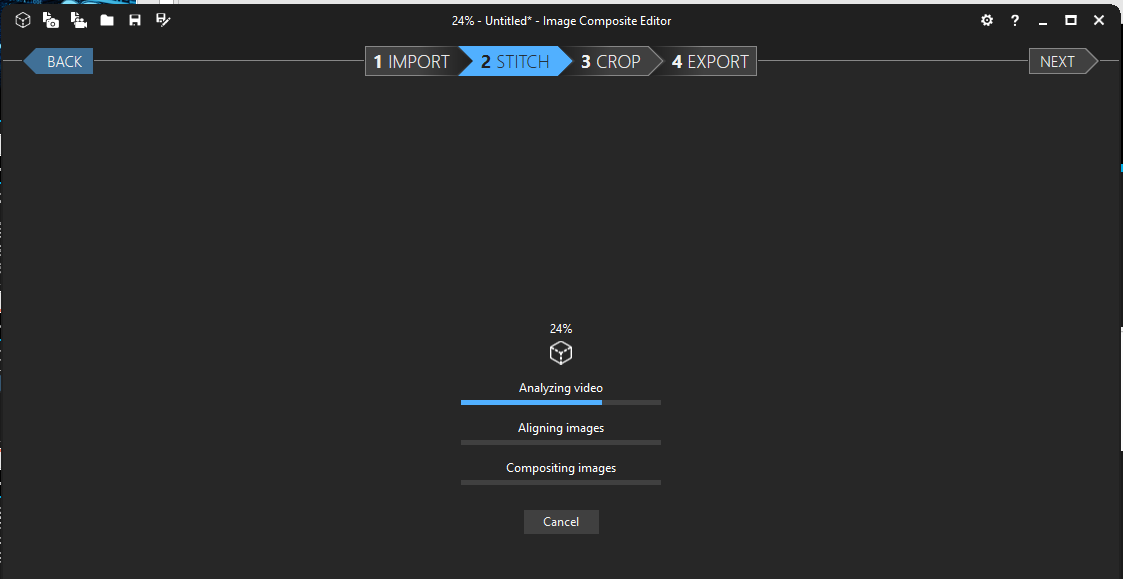 24% - Untitled* - Image Composite Editor
BACK
1 IMPORT
2 STITCH
3 CROP
4 EXPORT
NEXT
24%
Analyzing video
Aligning images
Compositing images
Cancel